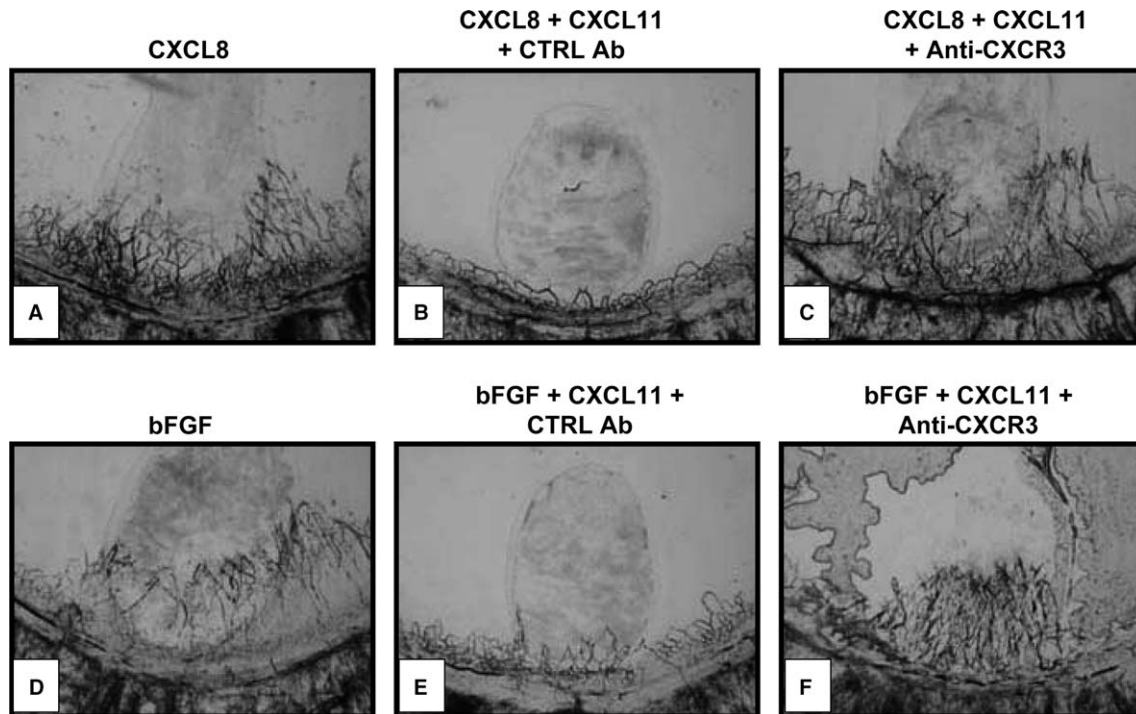 CXCL8
CXCL8 + CXCL11
+ CTRL Ab
CXCL8 + CXCL11
+ Anti-CXCR3
A
B
C
bFGF
bFGF + CXCL11 +
CTRL Ab
bFGF + CXCL11 +
Anti-CXCR3
D
E
F